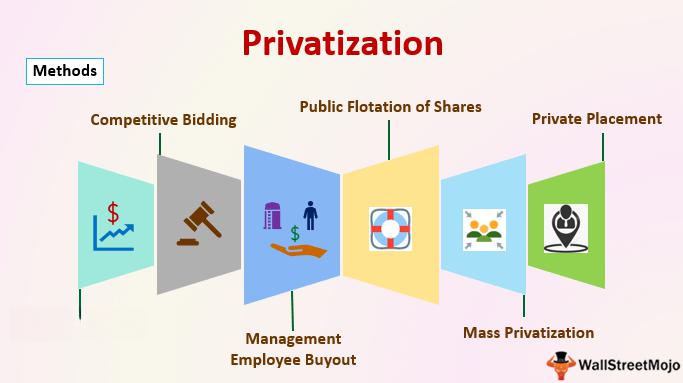 Privatization
Methods
Competitive Bidding
Public Flotation of Shares
Private Placement
$
$
Management
Employee Buyout
Mass Privatization
WallStreetMojo